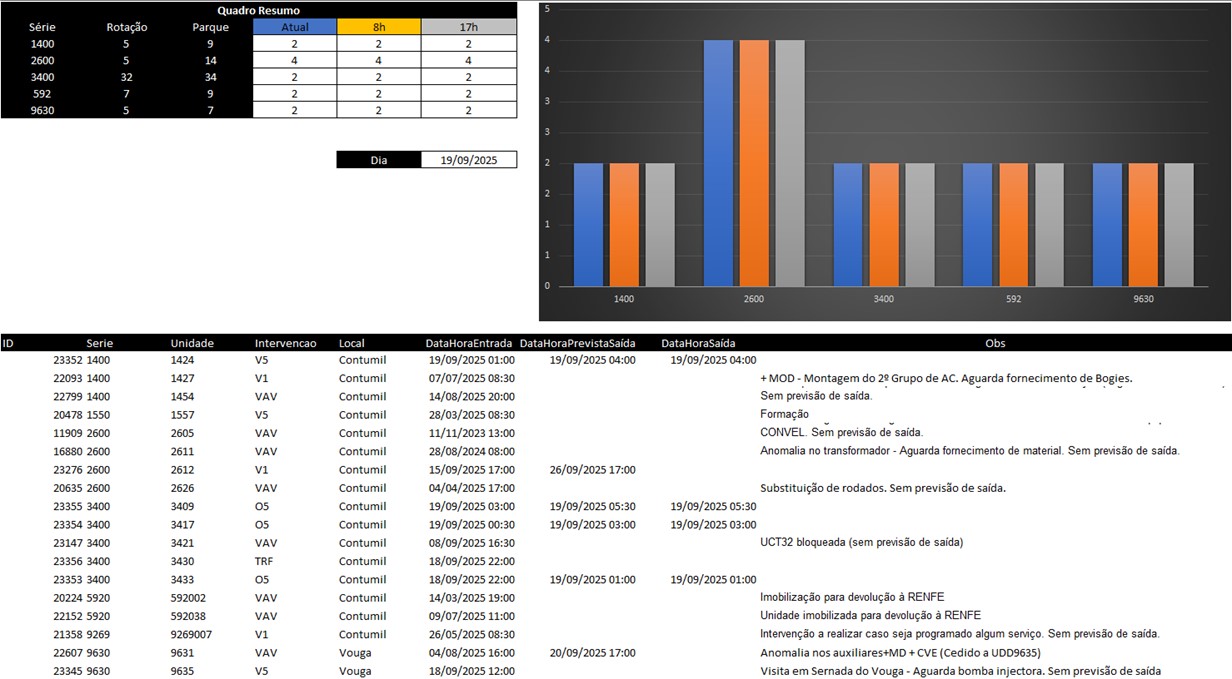 Quadro Resumo
Série Rotação Parque Atual 8h 17h
1400 5 9 2 2 2
2600 5 14 4 4 4
3400 32 34 2 2 2
592 7 9 2 2 2
9630 5 7 2 2 2
Dia 19/09/2025
5
4
4
3
3
2
2
1
1
0
1400 2600 3400 592 9630
ID Serie Unidade Intervencao Local DataHoraEntrada DataHoraPrevistaSaída DataHoraSaída Obs
23352 1400 1424 V5 Contumil 19/09/2025 01:00 19/09/2025 04:00 19/09/2025 04:00
22093 1400 1427 V1 Contumil 07/07/2025 08:30 + MOD - Montagem do 2º Grupo de AC. Aguarda fornecimento de Bogies.
22799 1400 1454 VAV Contumil 14/08/2025 20:00 Sem previsão de saída.
20478 1550 1557 V5 Contumil 28/03/2025 08:30 Formação
11909 2600 2605 VAV Contumil 11/11/2023 13:00 CONVEL. Sem previsão de saída.
16880 2600 2611 VAV Contumil 28/08/2024 08:00 Anomalia no transformador - Aguarda fornecimento de material. Sem previsão de saída.
23276 2600 2612 V1 Contumil 15/09/2025 17:00 26/09/2025 17:00
20635 2600 2626 VAV Contumil 04/04/2025 17:00 Substituição de rodados. Sem previsão de saída.
23355 3400 3409 O5 Contumil 19/09/2025 03:00 19/09/2025 05:30 19/09/2025 05:30
23354 3400 3417 O5 Contumil 19/09/2025 00:30 19/09/2025 03:00 19/09/2025 03:00
23147 3400 3421 VAV Contumil 08/09/2025 16:30 UCT32 bloqueada (sem previsão de saída)
23356 3400 3430 TRF Contumil 18/09/2025 22:00
23353 3400 3433 O5 Contumil 18/09/2025 22:00 19/09/2025 01:00 19/09/2025 01:00
20224 5920 592002 VAV Contumil 14/03/2025 19:00 Imobilização para devolução à RENFE
22152 5920 592038 VAV Contumil 09/07/2025 11:00 Unidade imobilizada para devolução à RENFE
21358 9269 9269007 V1 Contumil 26/05/2025 08:30 Intervenção a realizar caso seja programado algum serviço. Sem previsão de saída.
22607 9630 9631 VAV Vouga 04/08/2025 16:00 20/09/2025 17:00 Anomalia nos auxiliares+MD + CVE (Cedido a UDD9635)
23345 9630 9635 V5 Vouga 18/09/2025 12:00 Visita em Sernada do Vouga - Aguarda bomba injectora. Sem previsão de saída